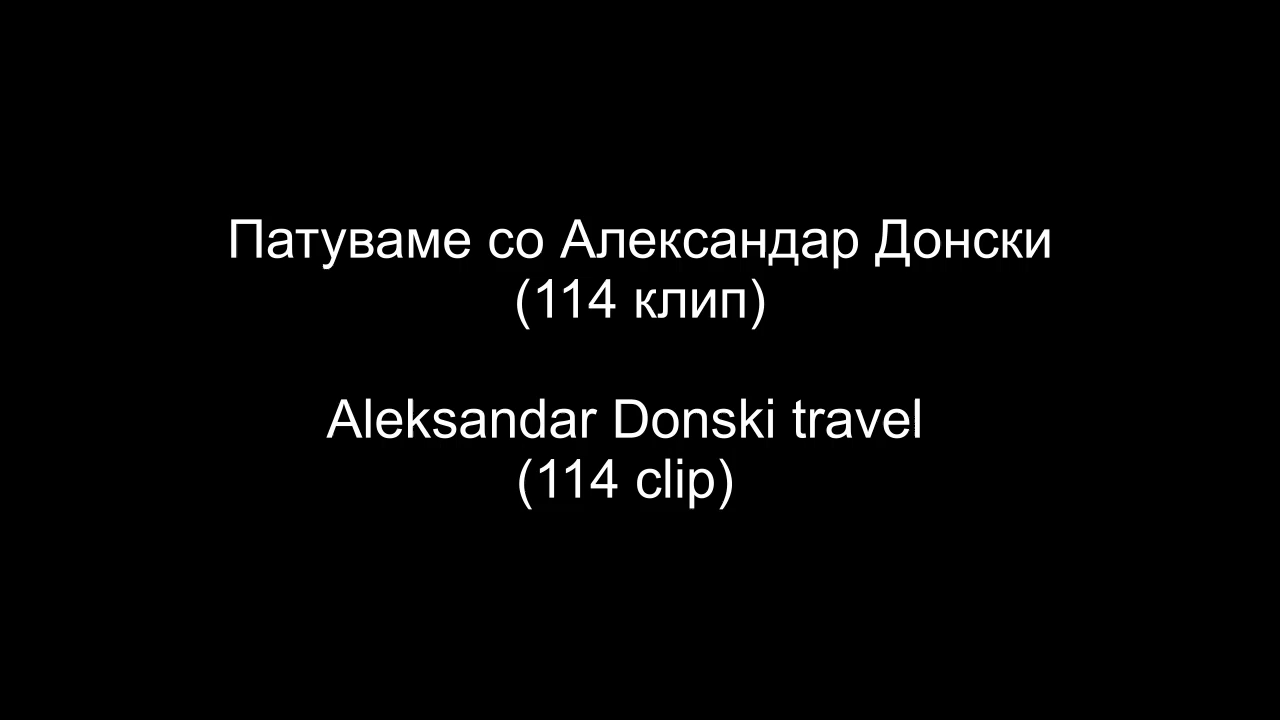 Патуваме со Александар Донски
(114 клип)
Aleksandar Donski travel
(114 clip)